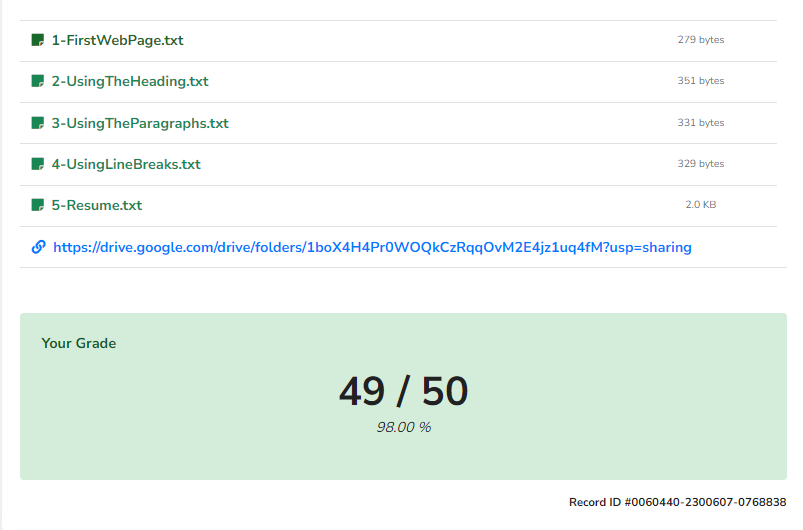 1-FirstWebPage.txt 279 bytes
2-UsingTheHeading.txt 351 bytes
3-UsingTheParagraphs.txt 331 bytes
4-UsingLineBreaks.txt 329 bytes
5-Resume.txt 2.0 KB
https://drive.google.com/drive/folders/1boX4H4Pr0WOQkCzRqqOvM2E4jz1uq4fM?usp=sharing
Your Grade
49 / 50
98.00 %
Record ID #0060440-2300607-0768838